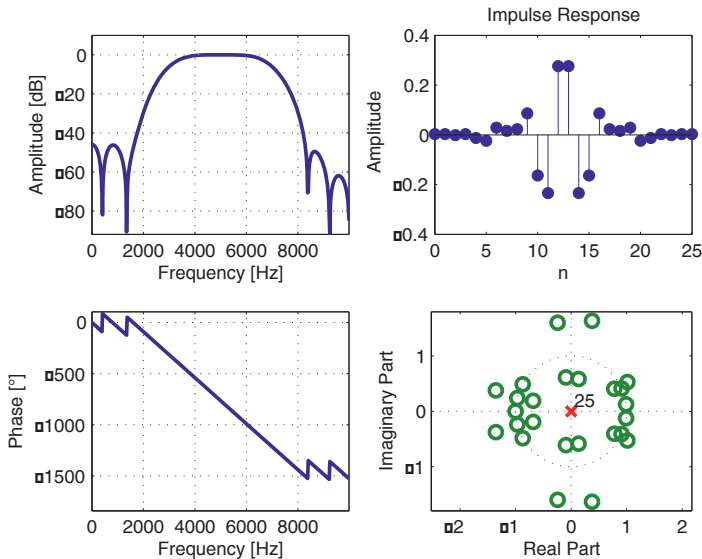 Impulse Response
0
▯20
▯40
▯60
▯80
Amplitude [dB]
0 2000 4000 6000 8000
Frequency [Hz]
0.4
0.2
0
▯0.2
▯0.4
Amplitude
0 5 10 15 20 25
n
0
▯500
▯1000
▯1500
Phase [°]
0 2000 4000 6000 8000
Frequency [Hz]
1
0
▯1
Imaginary Part
25
▯2 ▯1 0 1 2
Real Part